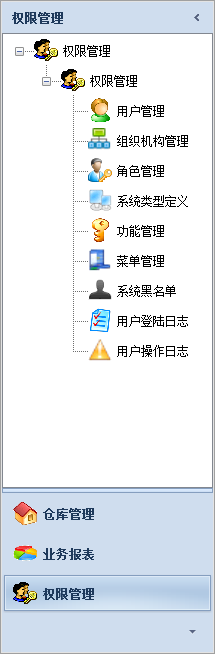 权限管理
权限管理
权限管理
用户管理
组织机构管理
角色管理
系统类型定义
功能管理
菜单管理
系统黑名单
用户登陆日志
用户操作日志
仓库管理
业务报表
权限管理